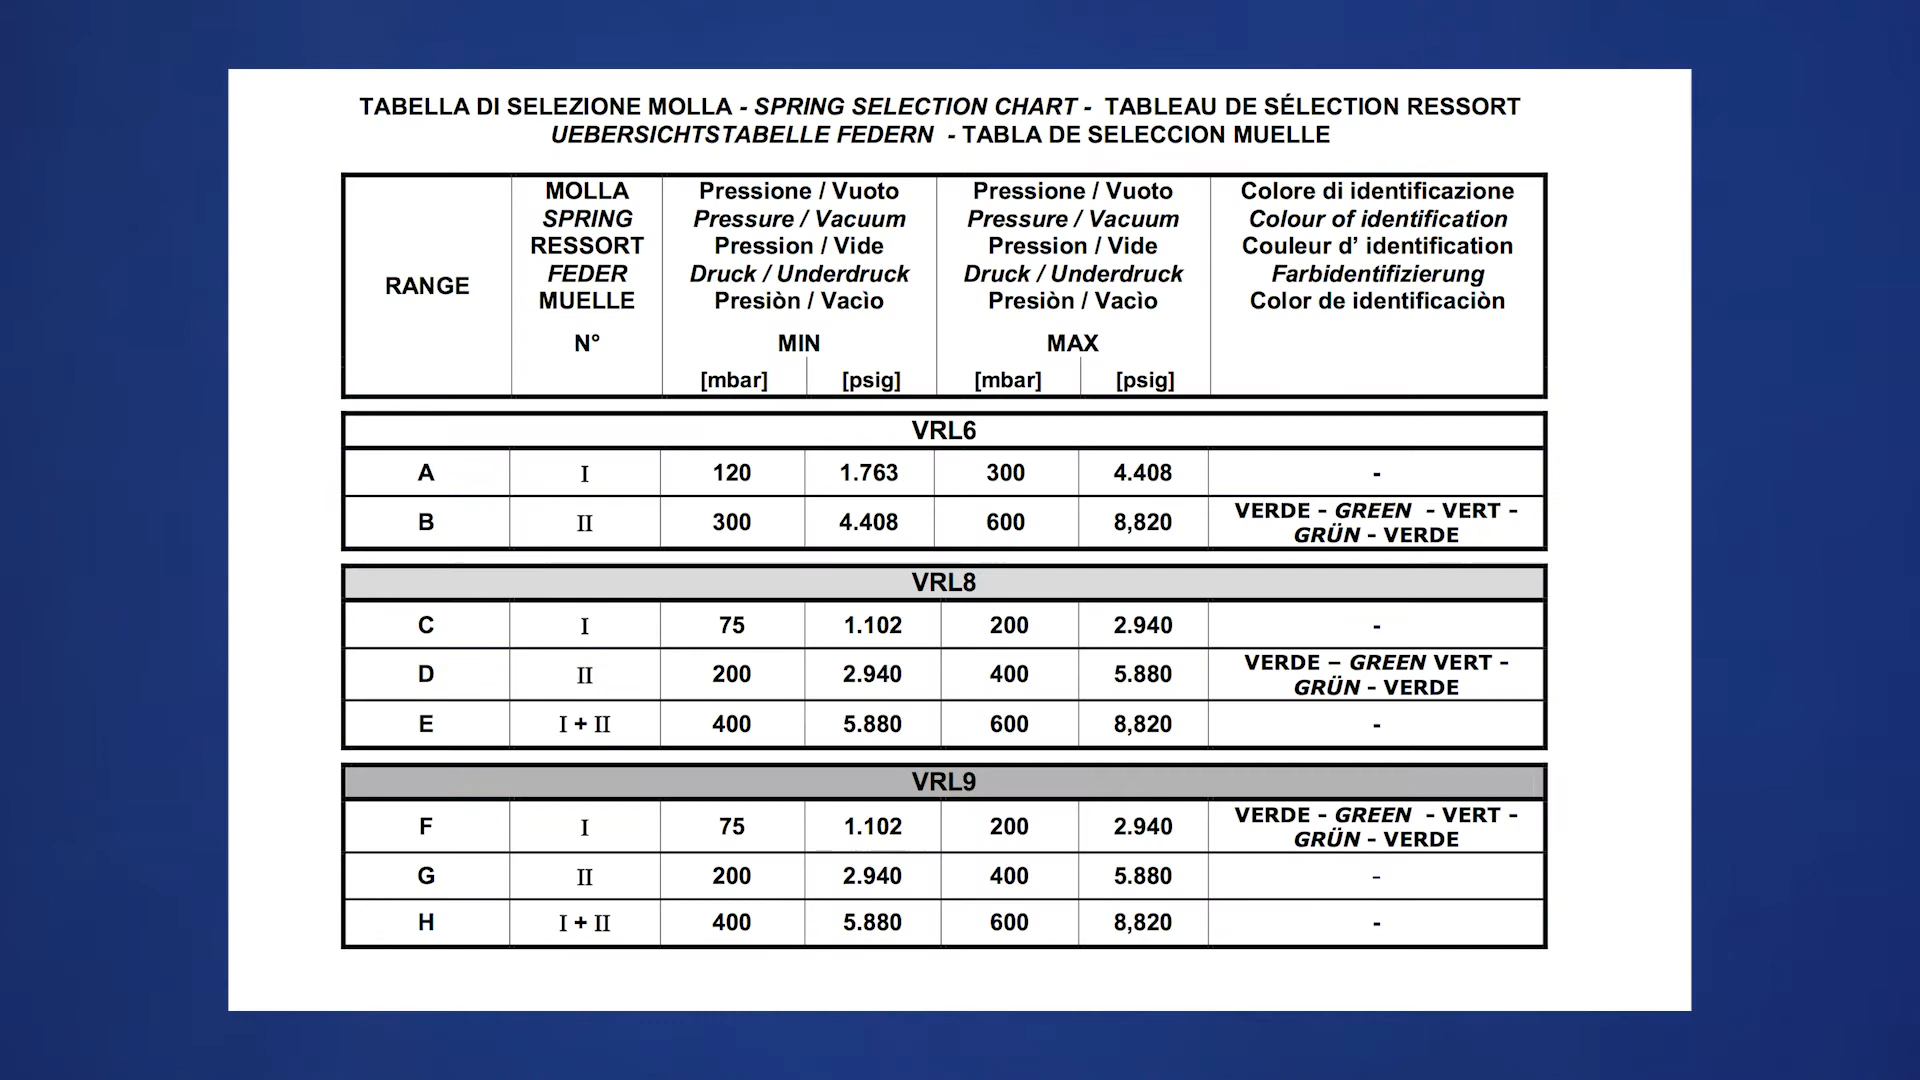 TABELLA DI SELEZIONE MOLLA - SPRING SELECTION CHART - TABLEAU DE SÉLECTION RESSORT
UEBERSICHTSTABELLE FEDERN - TABLA DE SELECCION MUELLE
RANGE
MOLLA
SPRING
RESSORT
FEDER
MUELLE
N°
Pressione / Vuoto
Pressure / Vacuum
Pression / Vide
Druck / Underdruck
Presiòn / Vacìo
MIN
[mbar] [psig]
Pressione / Vuoto
Pressure / Vacuum
Pression / Vide
Druck / Underdruck
Presiòn / Vacìo
MAX
[mbar] [psig]
Colore di identificazione
Colour of identification
Couleur d’ identification
Farbidentifizierung
Color de identificaciòn
VRL6
A I 120 1.763 300 4.408 -
B II 300 4.408 600 8,820 VERDE - GREEN - VERT -
GRÜN - VERDE
VRL8
C I 75 1.102 200 2.940 -
D II 200 2.940 400 5.880 VERDE – GREEN VERT -
GRÜN - VERDE
E I + II 400 5.880 600 8,820 -
VRL9
F I 75 1.102 200 2.940 VERDE - GREEN - VERT -
GRÜN - VERDE
G II 200 2.940 400 5.880 -
H I + II 400 5.880 600 8,820 -